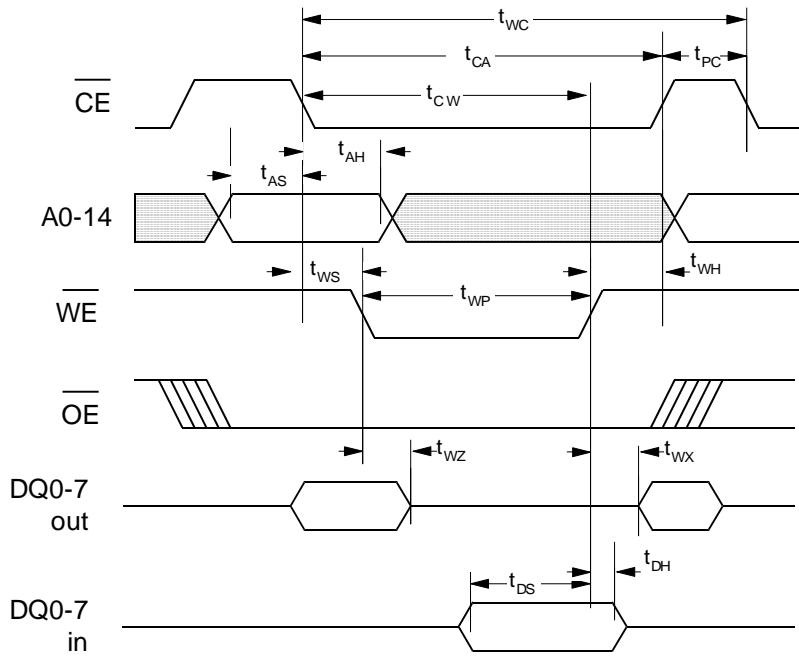 tWC
tCA
tPC
CE
tCW
tAH
tAS
A0-14
tWS
tWH
tWP
WE
OE
tWZ
tWX
DQ0-7
out
tDS
tDH
DQ0-7
in